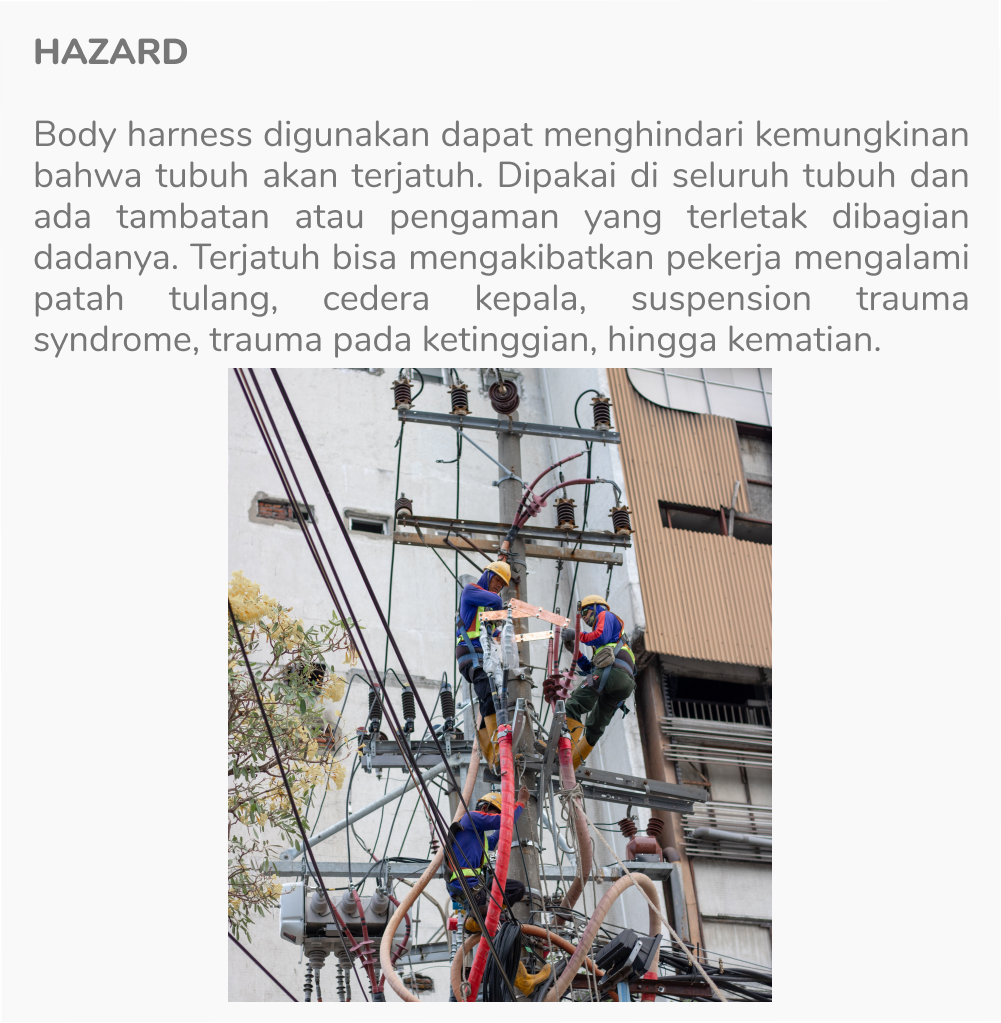 HAZARD
Body harness digunakan dapat menghindari kemungkinan
bahwa tubuh akan terjatuh. Dipakai di seluruh tubuh dan
ada tambatan atau pengaman yang terletak dibagian
dadanya. Terjatuh bisa mengakibatkan pekerja mengalami
patah tulang, cedera kepala, suspension trauma
syndrome, trauma pada ketinggian, hingga kematian.